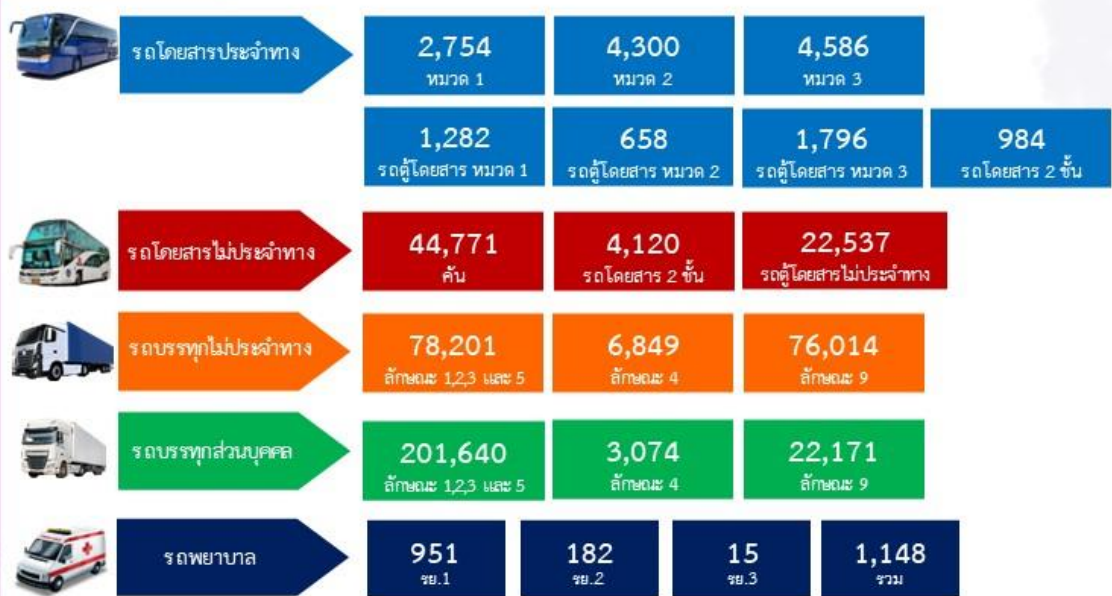 รถโดยสารประจำทาง
2,754 4,300 4,586
หมวด 1 หมวด 2 หมวด 3
1,282 658 1,796 984
รถตู้โดยสาร หมวด 1 รถตู้โดยสาร หมวด 2 รถตู้โดยสาร หมวด 3 รถโดยสาร 2 ชั้น
รถโดยสารไม่ประจำทาง
44,771 4,120 22,537
คัน รถโดยสาร 2 ชั้น รถตู้โดยสารไม่ประจำทาง
รถบรรทุกไม่ประจำทาง
78,201 6,849 76,014
ลักษณะ 1,2,3 และ 5 ลักษณะ 4 ลักษณะ 9
รถบรรทุกส่วนบุคคล
201,640 3,074 22,171
ลักษณะ 1,2,3 และ 5 ลักษณะ 4 ลักษณะ 9
รถพยาบาล
951 182 15 1,148
รย.1 รย.2 รย.3 รวม